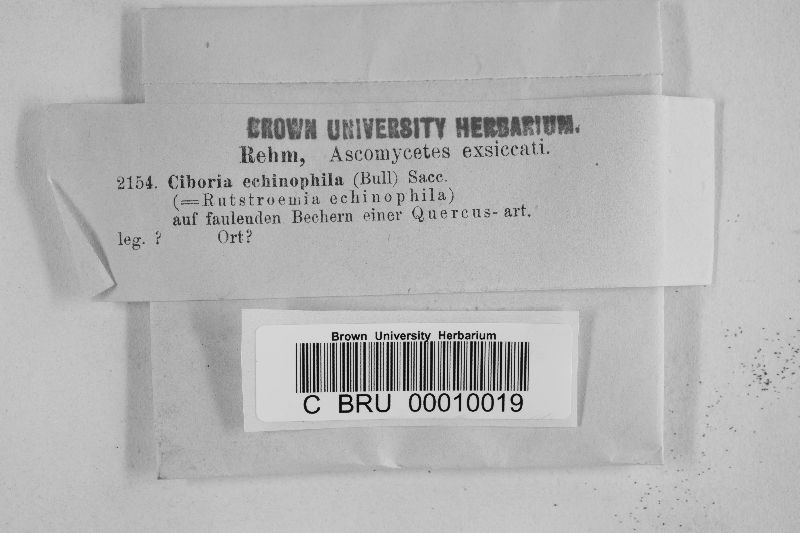 BROWN UNIVERSITY HERBARIUM.
Rehm, Ascomycetes exsiccati.
2154. Ciboria echinophila (Bull) Sacc.
(=Rutstroemia echinophila)
auf faulenden Bechern einer Quercus- art.
leg. ? Ort?
Brown University Herbarium
C BRU 00010019